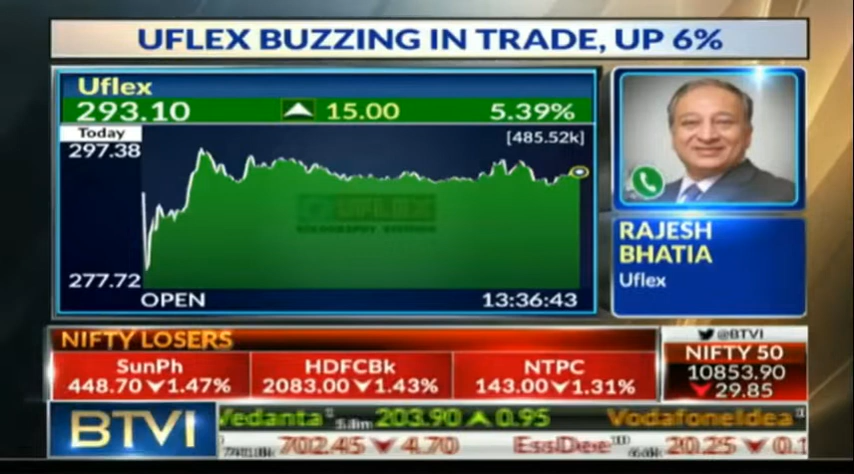 UFLEX BUZZING IN TRADE, UP 6%
Uflex
293.10 15.00 5.39%
Today
[485.52k]
297.38
UFLEX
277.72
OPEN 13:36:43
RAJESH
BHATIA
Uflex
NIFTY LOSERS
SunPh
448.70 1.47%
HDFCBk
2083.00 1.43%
NTPC
143.00 1.31%
@BTVI
NIFTY 50
10853.90
29.85
BTVI
Vedanta 203.90 0.95 VodafoneIdea
702.45 4.70 EssDee 20.25 0.1